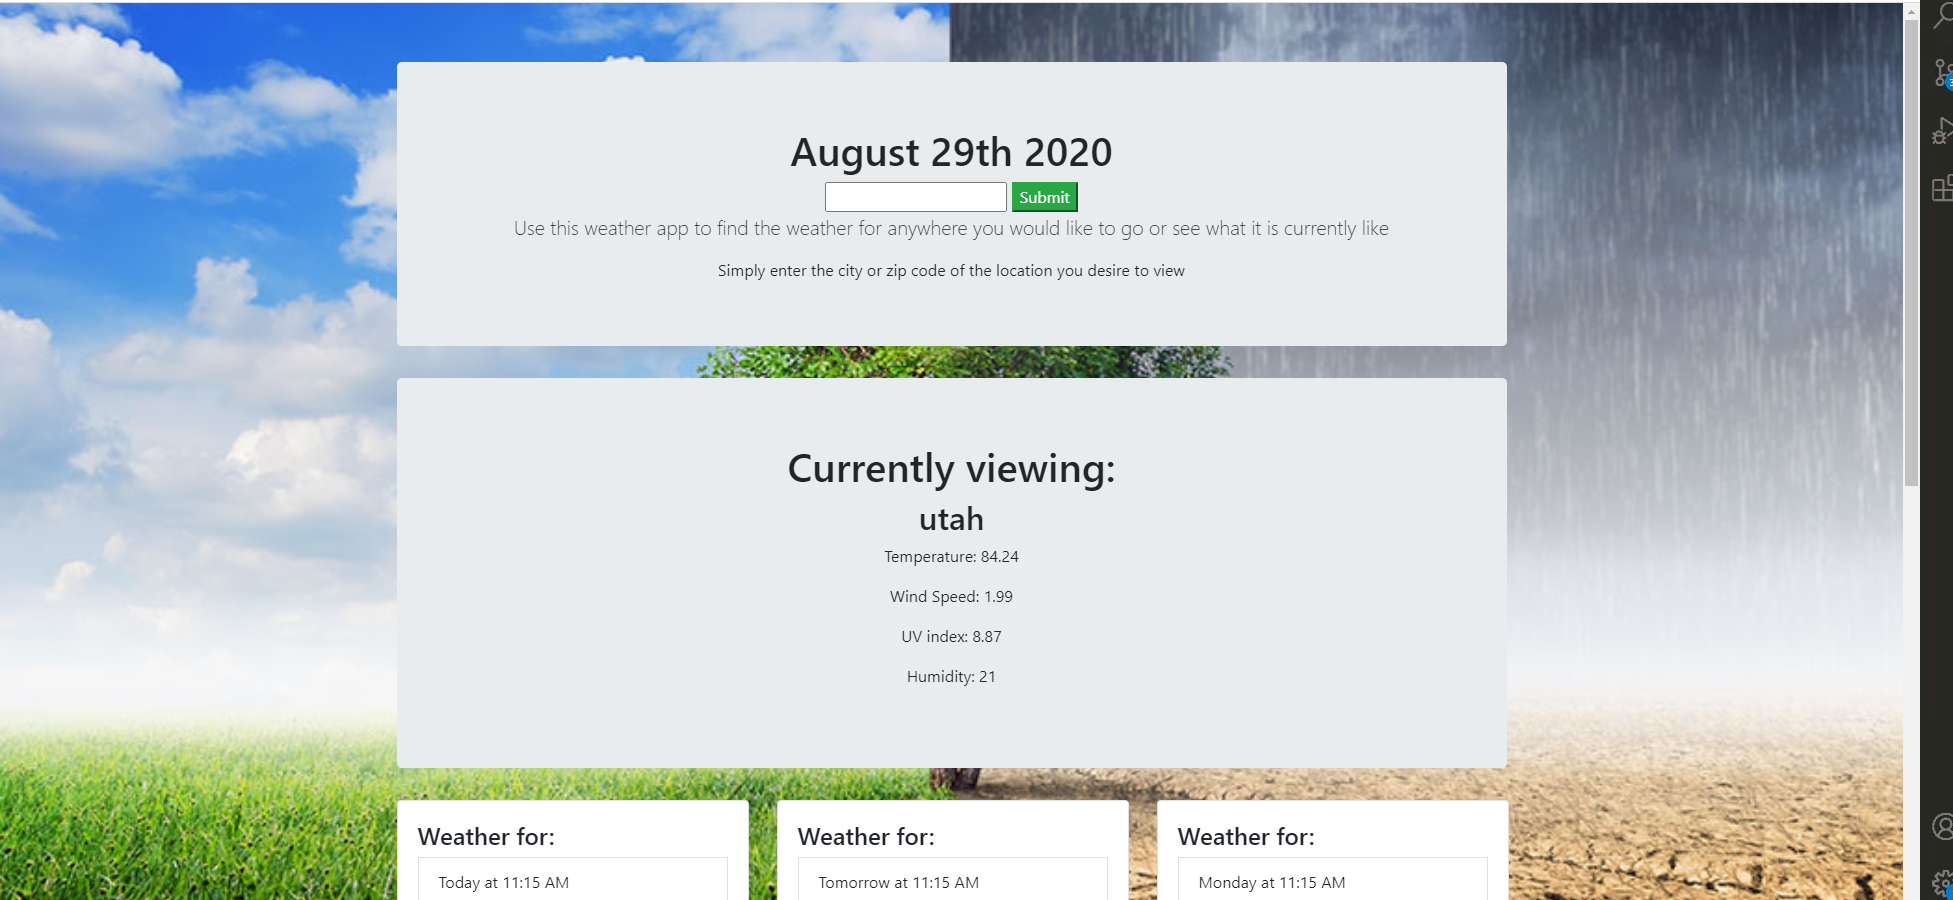 August 29th 2020
Submit
Use this weather app to find the weather for anywhere you would like to go or see what it is currently like
Simply enter the city or zip code of the location you desire to view
Currently viewing:
utah
Temperature: 84.24
Wind Speed: 1.99
UV index: 8.87
Humidity: 21
Weather for:
Today at 11:15 AM
Weather for:
Tomorrow at 11:15 AM
Weather for:
Monday at 11:15 AM